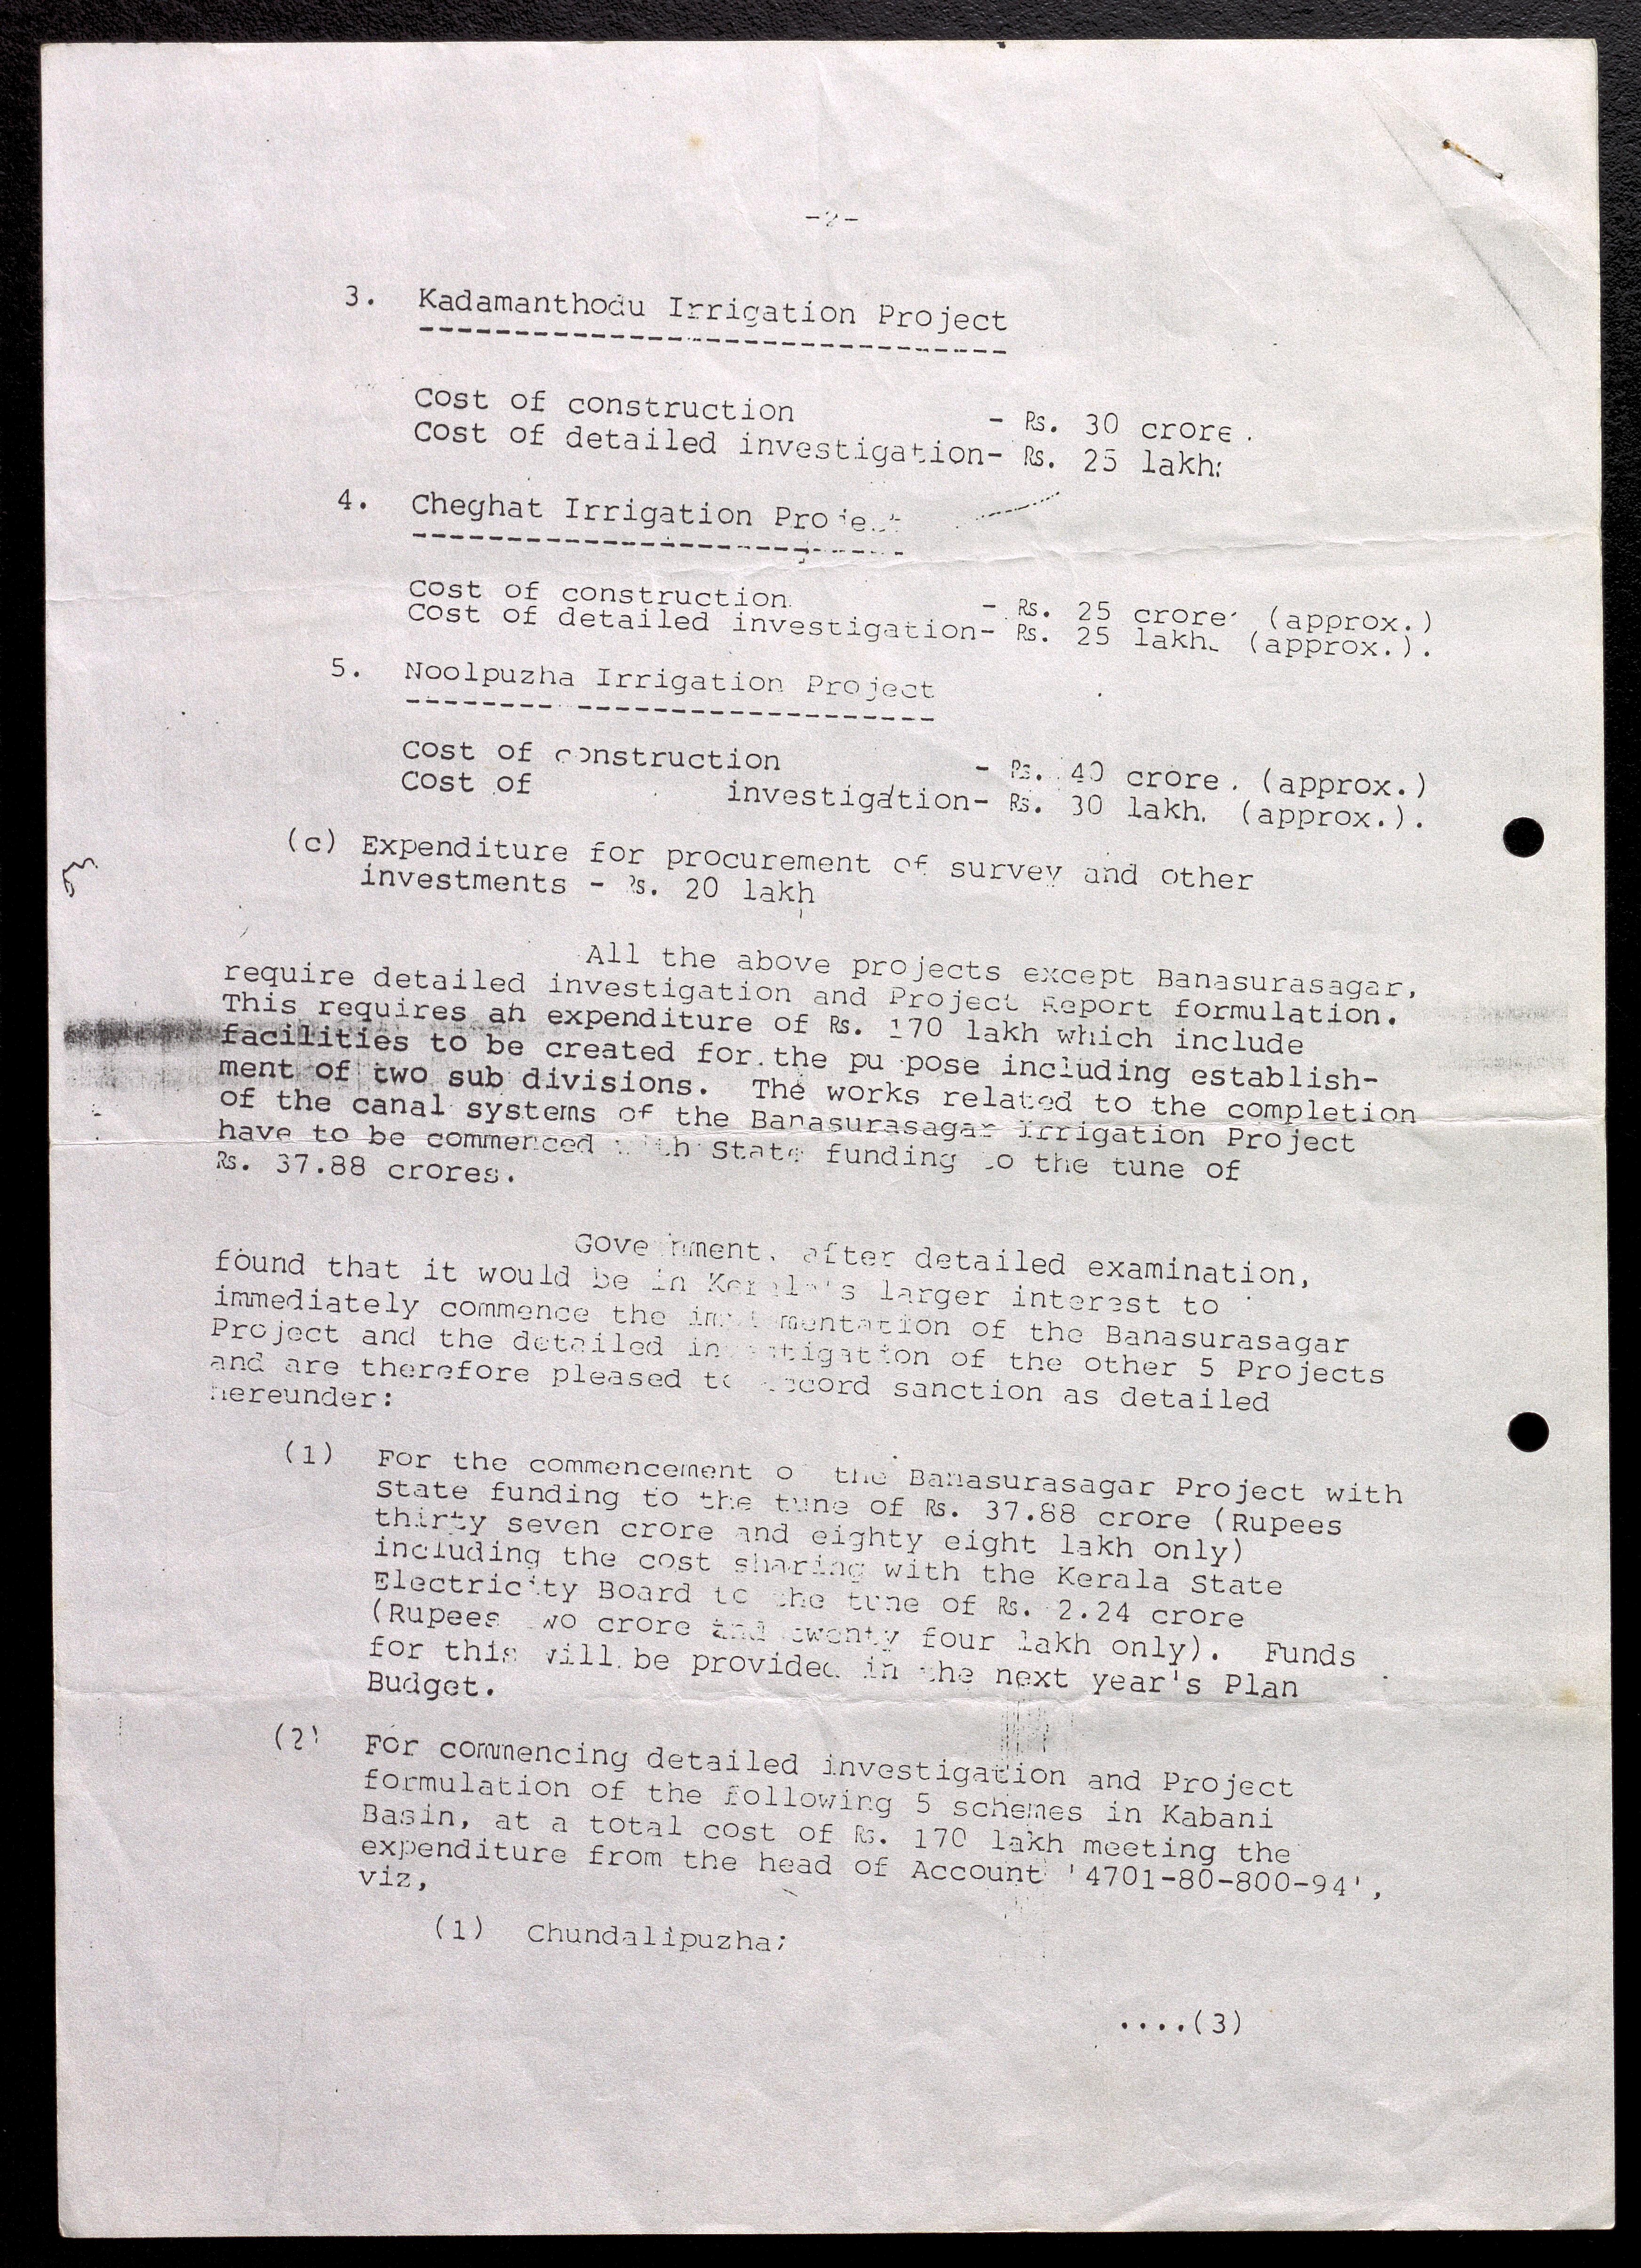 -2-
3. Kadamanthodu Irrigation Project
Cost of construction - Rs. 30 crore.
Cost of detailed investigation- Rs. 25 lakh
4. Cheghat Irrigation Project
Cost of construction - Rs. 25 crore (approx.)
Cost of detailed investigation- Rs. 25 lakh (approx.).
5. Noolpuzha Irrigation Project
Cost of construction - Rs. 40 crore. (approx.)
Cost of investigation- Rs. 30 lakh. (approx.).
(c) Expenditure for procurement of survey and other
investments - Rs. 20 lakh
All the above projects except Banasurasagar,
require detailed investigation and Project Report formulation.
This requires an expenditure of Rs. 170 lakh which include
facilities to be created for the purpose including establish-
ment of two sub divisions. The works related to the completion
of the canal systems of the Banasurasagar Irrigation Project
have to be commenced with State funding to the tune of
Rs. 37.88 crores.
Government, after detailed examination,
found that it would be in Kerala's larger interest to
immediately commence the implementation of the Banasurasagar
Project and the detailed investigation of the other 5 Projects
and are therefore pleased to accord sanction as detailed
hereunder:
(1) For the commencement of the Banasurasagar Project with
State funding to the tune of Rs. 37.88 crore (Rupees
thirty seven crore and eighty eight lakh only)
including the cost sharing with the Kerala State
Electricity Board to the tune of Rs. 2.24 crore
(Rupees two crore and twenty four lakh only). Funds
for this will be provided in the next year's Plan
Budget.
(2) For commencing detailed investigation and Project
formulation of the following 5 schemes in Kabani
Basin, at a total cost of Rs. 170 lakh meeting the
expenditure from the head of Account '4701-80-800-94',
viz,
(1) Chundalipuzha;
....(3)